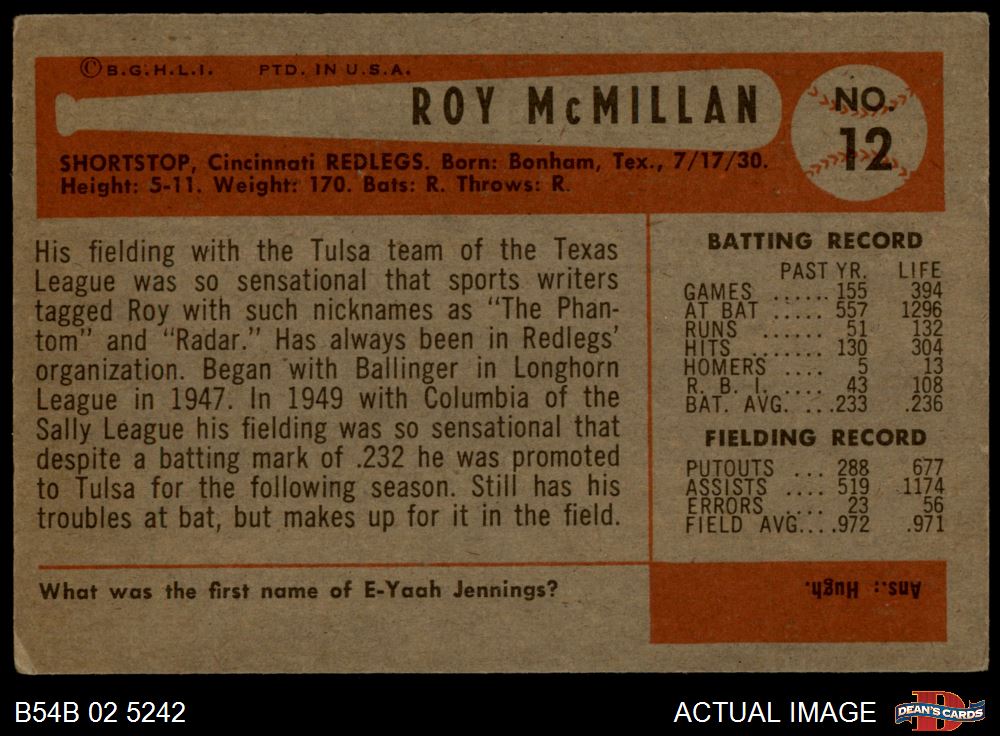 ©B.G.H.L.I. PTD. IN U.S.A.
ROY McMILLAN
NO.
12
SHORTSTOP, Cincinnati REDLEGS. Born: Bonham, Tex., 7/17/30.
Height: 5-11. Weight: 170. Bats: R. Throws: R.
His fielding with the Tulsa team of the Texas
League was so sensational that sports writers
tagged Roy with such nicknames as "The Phan-
tom" and "Radar." Has always been in Redlegs'
organization. Began with Ballinger in Longhorn
League in 1947. In 1949 with Columbia of the
Sally League his fielding was so sensational that
despite a batting mark of .232 he was promoted
to Tulsa for the following season. Still has his
troubles at bat, but makes up for it in the field.
BATTING RECORD
PAST YR. LIFE
GAMES ...... 155 394
AT BAT ..... 557 1296
RUNS ...... 51 132
HITS ....... 130 304
HOMERS .... 5 13
R. B. I. ..... 43 108
BAT. AVG. ...233 .236
FIELDING RECORD
PUTOUTS ... 288 677
ASSISTS .... 519 1174
ERRORS .... 23 56
FIELD AVG....972 .971
What was the first name of E-Yaah Jennings?
Ans.: Hugh.
B54B 02 5242
ACTUAL IMAGE
D
DEAN'S CARDS